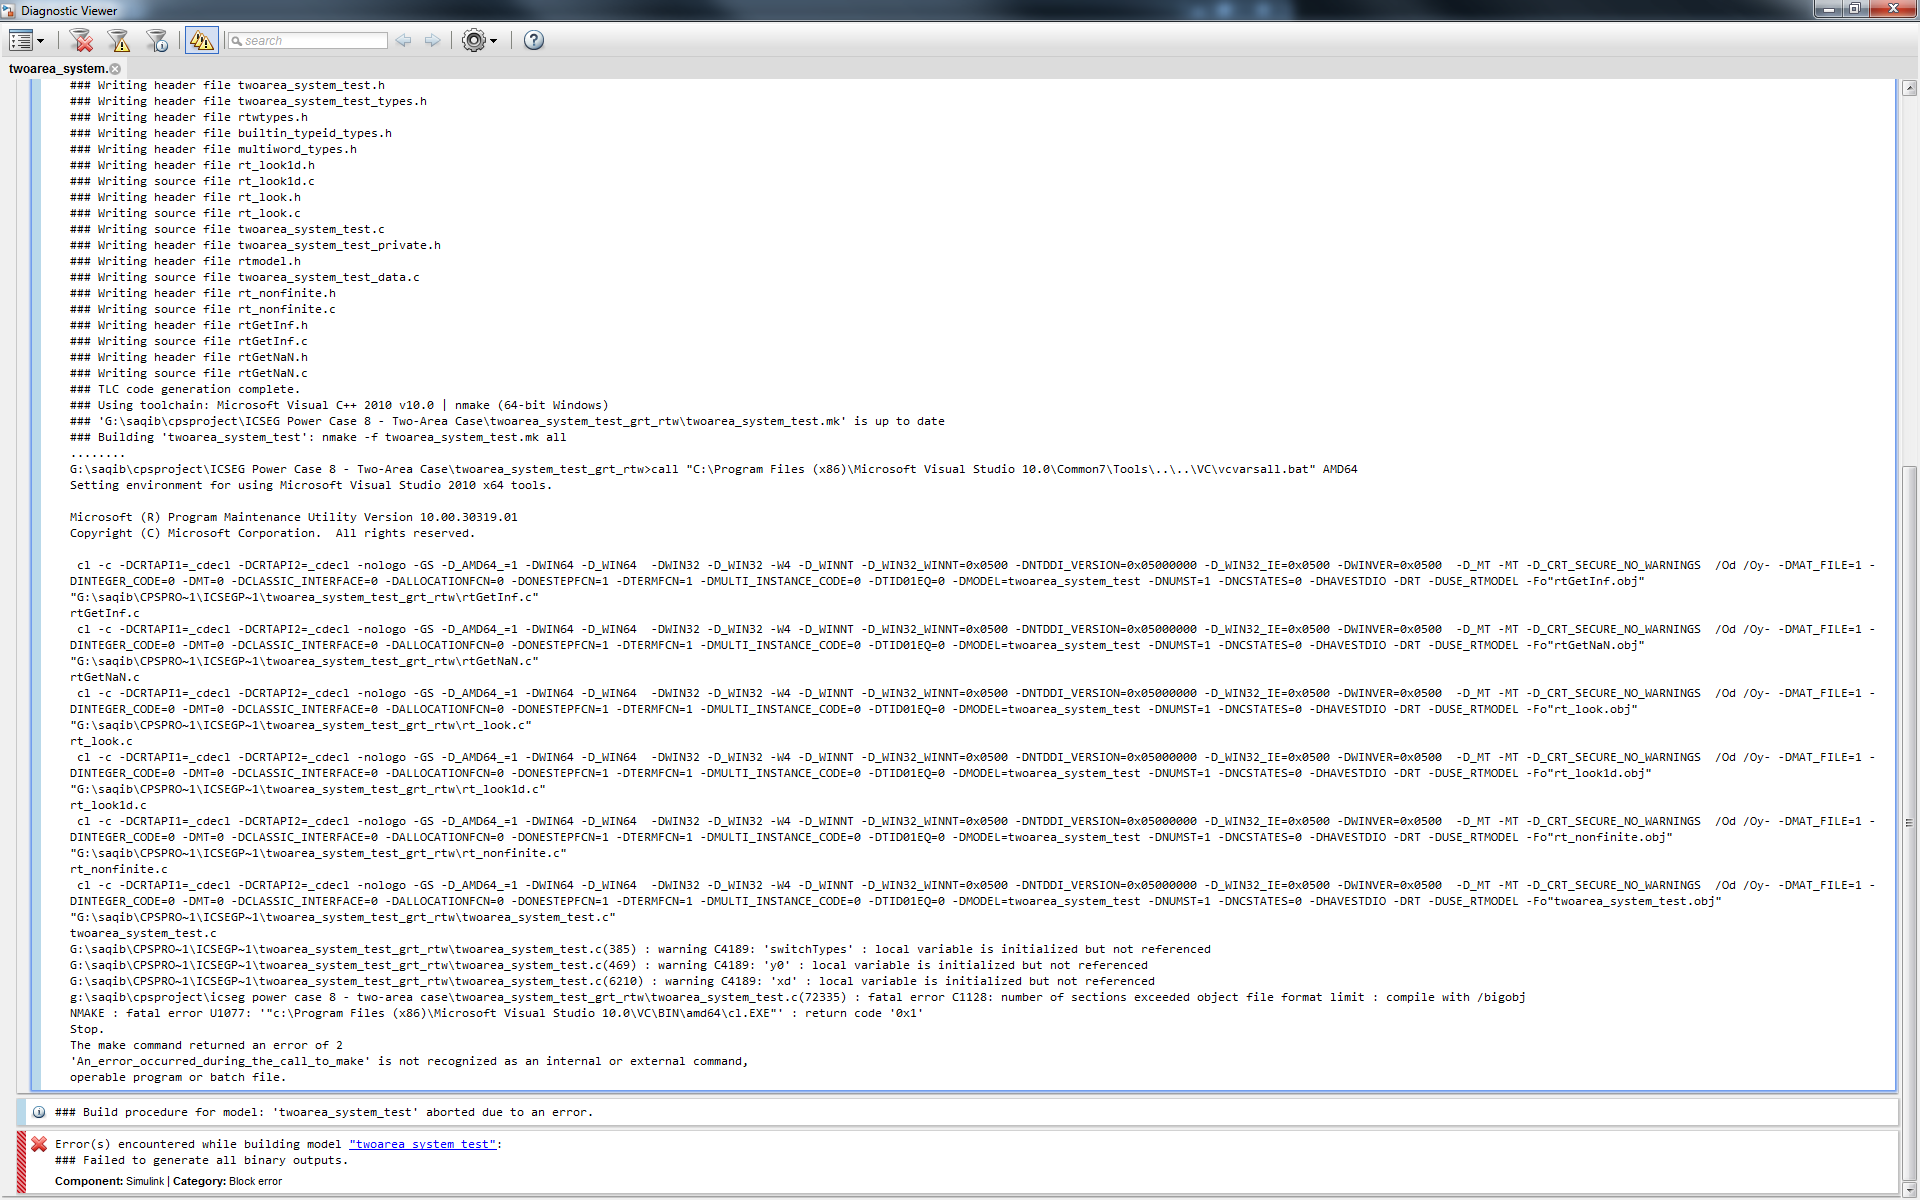 Diagnostic Viewer
search
twoarea_system.
### Writing header file twoarea_system_test.h
### Writing header file twoarea_system_test_types.h
### Writing header file rtwtypes.h
### Writing header file builtin_typeid_types.h
### Writing header file multiword_types.h
### Writing header file rt_look1d.h
### Writing source file rt_look1d.c
### Writing header file rt_look.h
### Writing source file rt_look.c
### Writing source file twoarea_system_test.c
### Writing header file twoarea_system_test_private.h
### Writing header file rtmodel.h
### Writing source file twoarea_system_test_data.c
### Writing header file rt_nonfinite.h
### Writing source file rt_nonfinite.c
### Writing header file rtGetInf.h
### Writing source file rtGetInf.c
### Writing header file rtGetNaN.h
### Writing source file rtGetNaN.c
### TLC code generation complete.
### Using toolchain: Microsoft Visual C++ 2010 v10.0 | nmake (64-bit Windows)
### 'G:\saqib\cpsproject\ICSEG Power Case 8 - Two-Area Case\twoarea_system_test_grt_rtw\twoarea_system_test.mk' is up to date
### Building 'twoarea_system_test': nmake -f twoarea_system_test.mk all
........
G:\saqib\cpsproject\ICSEG Power Case 8 - Two-Area Case\twoarea_system_test_grt_rtw>call "C:\Program Files (x86)\Microsoft Visual Studio 10.0\Common7\Tools\..\..\VC\vcvarsall.bat" AMD64
Setting environment for using Microsoft Visual Studio 2010 x64 tools.
Microsoft (R) Program Maintenance Utility Version 10.00.30319.01
Copyright (C) Microsoft Corporation.  All rights reserved.
cl -c -DCRTAPI1=_cdecl -DCRTAPI2=_cdecl -nologo -GS -D_AMD64_=1 -DWIN64 -D_WIN64  -DWIN32 -D_WIN32 -W4 -D_WINNT -D_WIN32_WINNT=0x0500 -DNTDDI_VERSION=0x05000000 -D_WIN32_IE=0x0500 -DWINVER=0x0500  -D_MT -MT -D_CRT_SECURE_NO_WARNINGS  /Od /Oy- -DMAT_FILE=1 -
DINTEGER_CODE=0 -DMT=0 -DCLASSIC_INTERFACE=0 -DALLOCATIONFCN=0 -DONESTEPFCN=1 -DTERMFCN=1 -DMULTI_INSTANCE_CODE=0 -DTID01EQ=0 -DMODEL=twoarea_system_test -DNUMST=1 -DNCSTATES=0 -DHAVESTDIO -DRT -DUSE_RTMODEL -Fo"rtGetInf.obj"
"G:\saqib\CPSPRO~1\ICSEGP~1\twoarea_system_test_grt_rtw\rtGetInf.c"
rtGetInf.c
cl -c -DCRTAPI1=_cdecl -DCRTAPI2=_cdecl -nologo -GS -D_AMD64_=1 -DWIN64 -D_WIN64  -DWIN32 -D_WIN32 -W4 -D_WINNT -D_WIN32_WINNT=0x0500 -DNTDDI_VERSION=0x05000000 -D_WIN32_IE=0x0500 -DWINVER=0x0500  -D_MT -MT -D_CRT_SECURE_NO_WARNINGS  /Od /Oy- -DMAT_FILE=1 -
DINTEGER_CODE=0 -DMT=0 -DCLASSIC_INTERFACE=0 -DALLOCATIONFCN=0 -DONESTEPFCN=1 -DTERMFCN=1 -DMULTI_INSTANCE_CODE=0 -DTID01EQ=0 -DMODEL=twoarea_system_test -DNUMST=1 -DNCSTATES=0 -DHAVESTDIO -DRT -DUSE_RTMODEL -Fo"rtGetNaN.obj"
"G:\saqib\CPSPRO~1\ICSEGP~1\twoarea_system_test_grt_rtw\rtGetNaN.c"
rtGetNaN.c
cl -c -DCRTAPI1=_cdecl -DCRTAPI2=_cdecl -nologo -GS -D_AMD64_=1 -DWIN64 -D_WIN64  -DWIN32 -D_WIN32 -W4 -D_WINNT -D_WIN32_WINNT=0x0500 -DNTDDI_VERSION=0x05000000 -D_WIN32_IE=0x0500 -DWINVER=0x0500  -D_MT -MT -D_CRT_SECURE_NO_WARNINGS  /Od /Oy- -DMAT_FILE=1 -
DINTEGER_CODE=0 -DMT=0 -DCLASSIC_INTERFACE=0 -DALLOCATIONFCN=0 -DONESTEPFCN=1 -DTERMFCN=1 -DMULTI_INSTANCE_CODE=0 -DTID01EQ=0 -DMODEL=twoarea_system_test -DNUMST=1 -DNCSTATES=0 -DHAVESTDIO -DRT -DUSE_RTMODEL -Fo"rt_look.obj"
"G:\saqib\CPSPRO~1\ICSEGP~1\twoarea_system_test_grt_rtw\rt_look.c"
rt_look.c
cl -c -DCRTAPI1=_cdecl -DCRTAPI2=_cdecl -nologo -GS -D_AMD64_=1 -DWIN64 -D_WIN64  -DWIN32 -D_WIN32 -W4 -D_WINNT -D_WIN32_WINNT=0x0500 -DNTDDI_VERSION=0x05000000 -D_WIN32_IE=0x0500 -DWINVER=0x0500  -D_MT -MT -D_CRT_SECURE_NO_WARNINGS  /Od /Oy- -DMAT_FILE=1 -
DINTEGER_CODE=0 -DMT=0 -DCLASSIC_INTERFACE=0 -DALLOCATIONFCN=0 -DONESTEPFCN=1 -DTERMFCN=1 -DMULTI_INSTANCE_CODE=0 -DTID01EQ=0 -DMODEL=twoarea_system_test -DNUMST=1 -DNCSTATES=0 -DHAVESTDIO -DRT -DUSE_RTMODEL -Fo"rt_look1d.obj"
"G:\saqib\CPSPRO~1\ICSEGP~1\twoarea_system_test_grt_rtw\rt_look1d.c"
rt_look1d.c
cl -c -DCRTAPI1=_cdecl -DCRTAPI2=_cdecl -nologo -GS -D_AMD64_=1 -DWIN64 -D_WIN64  -DWIN32 -D_WIN32 -W4 -D_WINNT -D_WIN32_WINNT=0x0500 -DNTDDI_VERSION=0x05000000 -D_WIN32_IE=0x0500 -DWINVER=0x0500  -D_MT -MT -D_CRT_SECURE_NO_WARNINGS  /Od /Oy- -DMAT_FILE=1 -
DINTEGER_CODE=0 -DMT=0 -DCLASSIC_INTERFACE=0 -DALLOCATIONFCN=0 -DONESTEPFCN=1 -DTERMFCN=1 -DMULTI_INSTANCE_CODE=0 -DTID01EQ=0 -DMODEL=twoarea_system_test -DNUMST=1 -DNCSTATES=0 -DHAVESTDIO -DRT -DUSE_RTMODEL -Fo"rt_nonfinite.obj"
"G:\saqib\CPSPRO~1\ICSEGP~1\twoarea_system_test_grt_rtw\rt_nonfinite.c"
rt_nonfinite.c
cl -c -DCRTAPI1=_cdecl -DCRTAPI2=_cdecl -nologo -GS -D_AMD64_=1 -DWIN64 -D_WIN64  -DWIN32 -D_WIN32 -W4 -D_WINNT -D_WIN32_WINNT=0x0500 -DNTDDI_VERSION=0x05000000 -D_WIN32_IE=0x0500 -DWINVER=0x0500  -D_MT -MT -D_CRT_SECURE_NO_WARNINGS  /Od /Oy- -DMAT_FILE=1 -
DINTEGER_CODE=0 -DMT=0 -DCLASSIC_INTERFACE=0 -DALLOCATIONFCN=0 -DONESTEPFCN=1 -DTERMFCN=1 -DMULTI_INSTANCE_CODE=0 -DTID01EQ=0 -DMODEL=twoarea_system_test -DNUMST=1 -DNCSTATES=0 -DHAVESTDIO -DRT -DUSE_RTMODEL -Fo"twoarea_system_test.obj"
"G:\saqib\CPSPRO~1\ICSEGP~1\twoarea_system_test_grt_rtw\twoarea_system_test.c"
twoarea_system_test.c
G:\saqib\CPSPRO~1\ICSEGP~1\twoarea_system_test_grt_rtw\twoarea_system_test.c(385) : warning C4189: 'switchTypes' : local variable is initialized but not referenced
G:\saqib\CPSPRO~1\ICSEGP~1\twoarea_system_test_grt_rtw\twoarea_system_test.c(469) : warning C4189: 'y0' : local variable is initialized but not referenced
G:\saqib\CPSPRO~1\ICSEGP~1\twoarea_system_test_grt_rtw\twoarea_system_test.c(6210) : warning C4189: 'xd' : local variable is initialized but not referenced
g:\saqib\cpsproject\icseg power case 8 - two-area case\twoarea_system_test_grt_rtw\twoarea_system_test.c(72335) : fatal error C1128: number of sections exceeded object file format limit : compile with /bigobj
NMAKE : fatal error U1077: '"c:\Program Files (x86)\Microsoft Visual Studio 10.0\VC\BIN\amd64\cl.EXE"' : return code '0x1'
Stop.
The make command returned an error of 2
'An_error_occurred_during_the_call_to_make' is not recognized as an internal or external command,
operable program or batch file.
### Build procedure for model: 'twoarea_system_test' aborted due to an error.
Error(s) encountered while building model "twoarea_system_test":
### Failed to generate all binary outputs.
Component: Simulink | Category: Block error